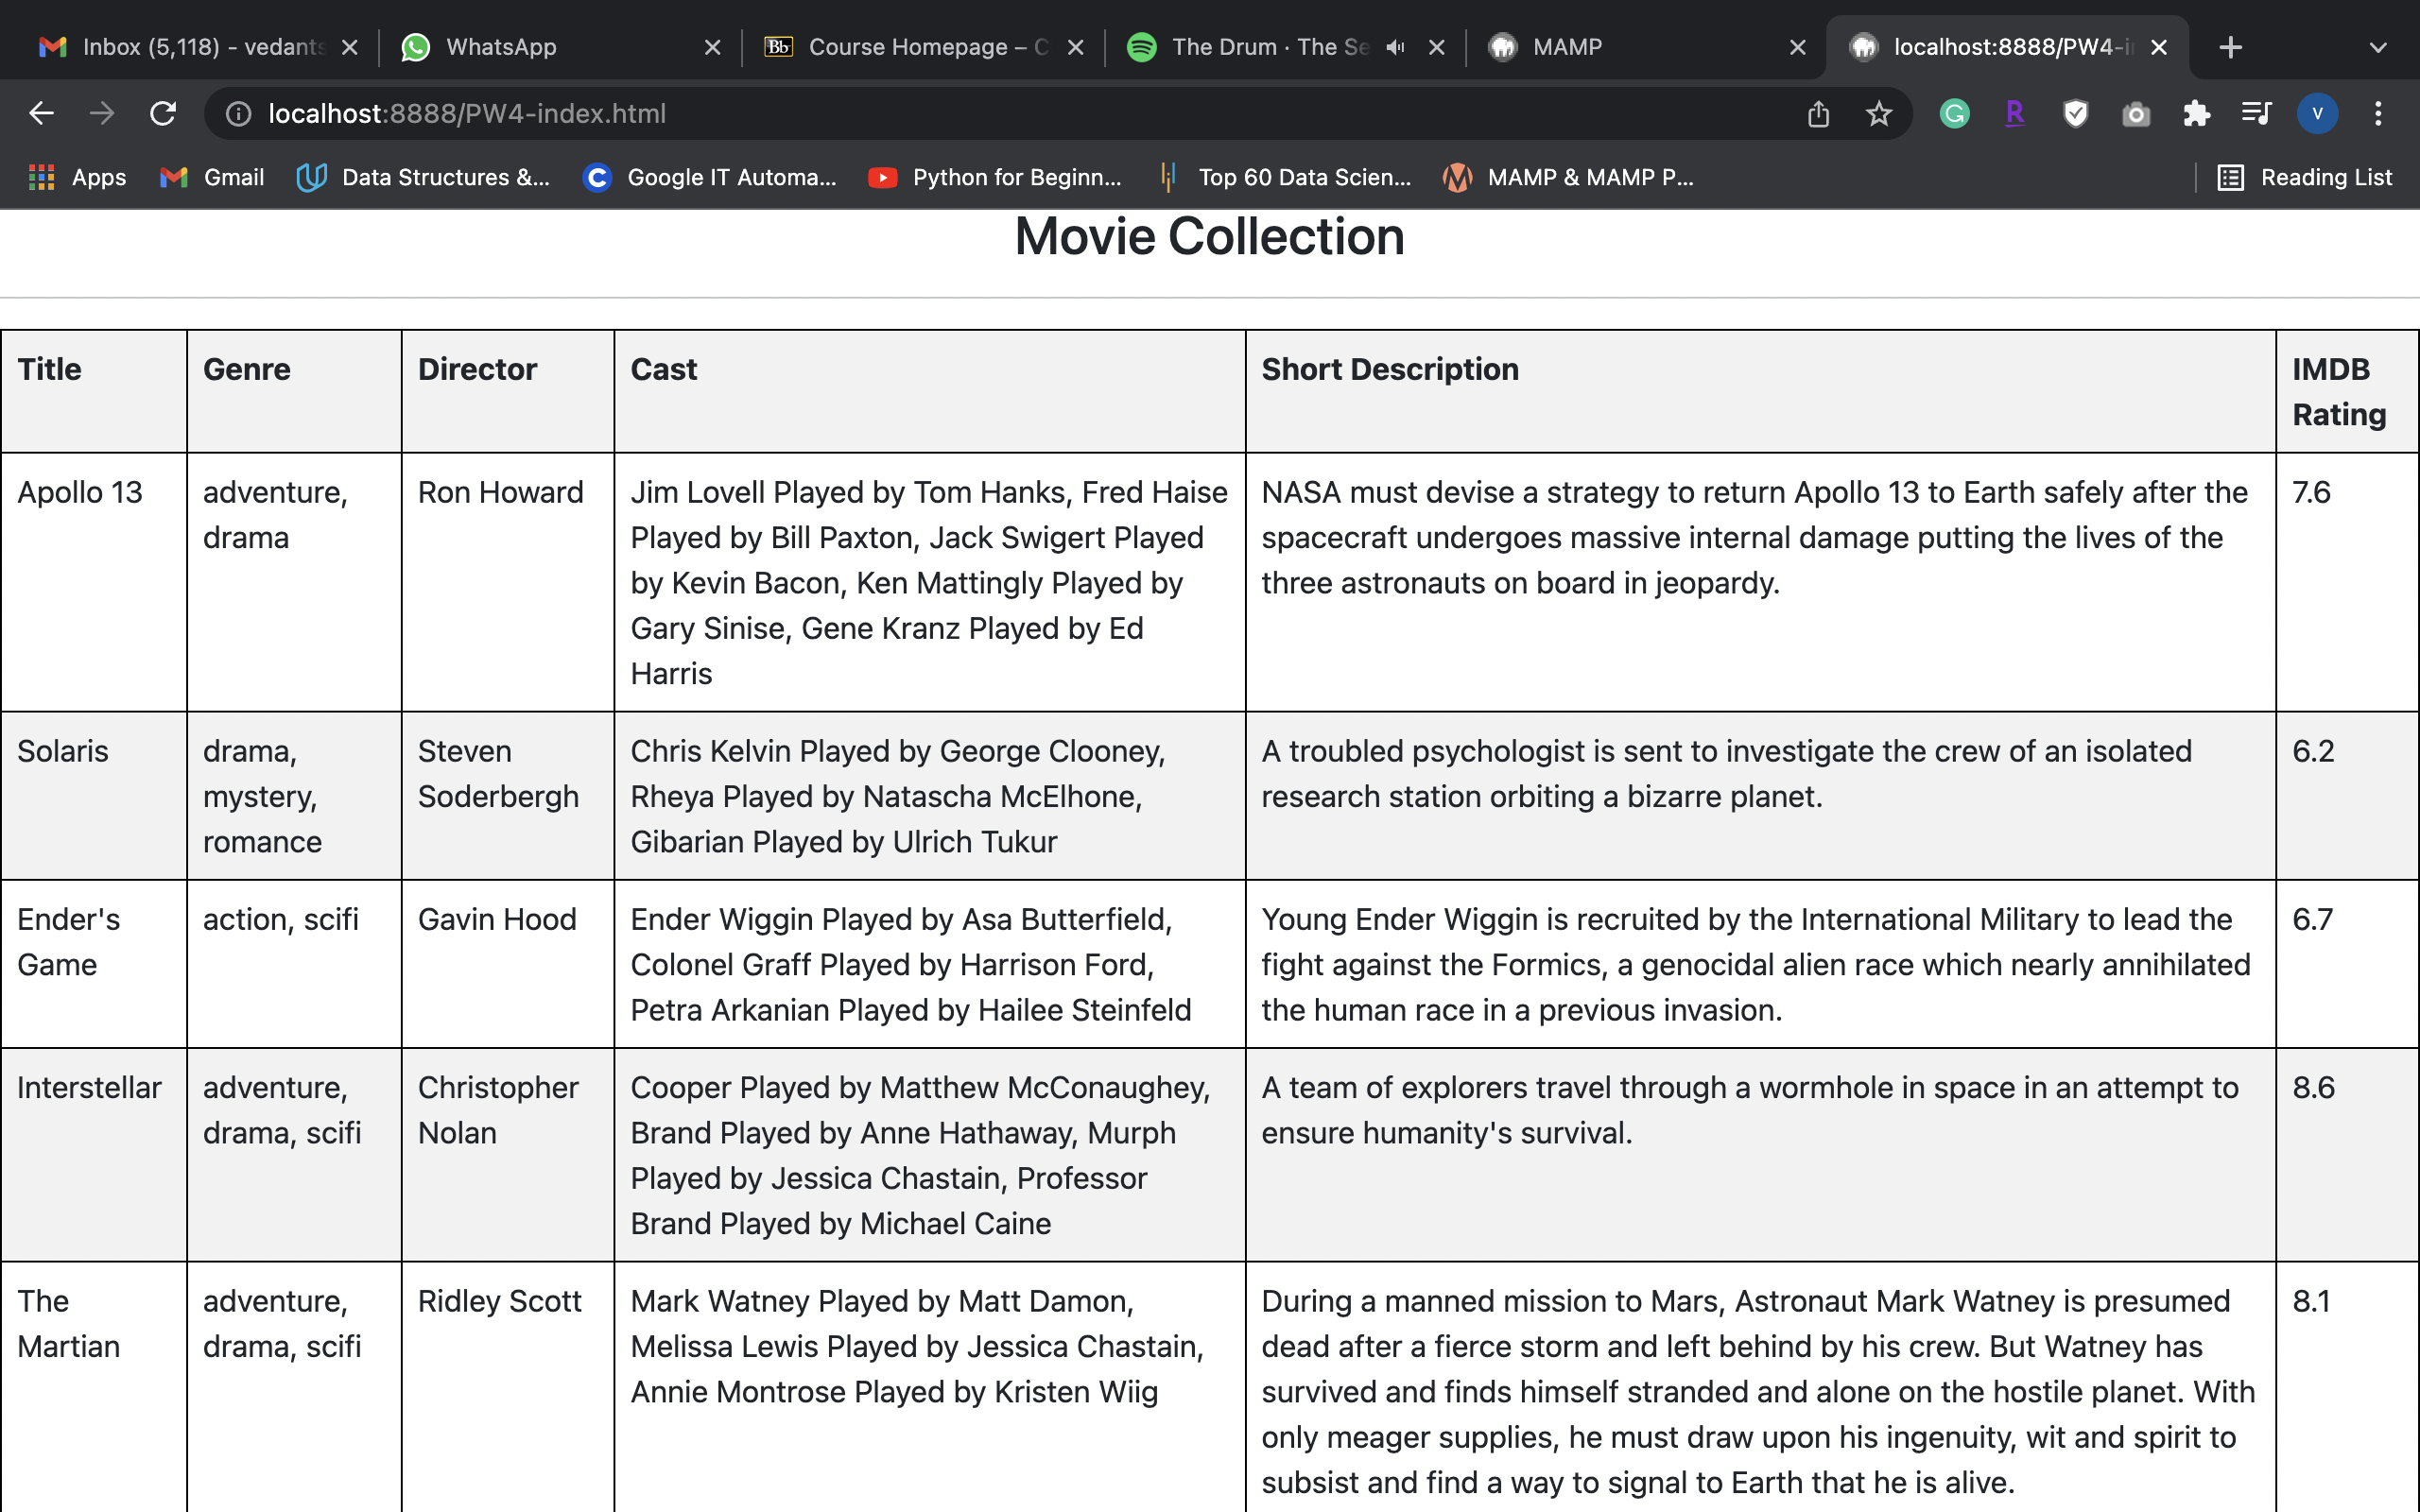 Inbox (5,118) - vedants
WhatsApp
Bb Course Homepage – C
The Drum · The Se
MAMP
localhost:8888/PW4-in
localhost:8888/PW4-index.html
V
Apps
Gmail
Data Structures &...
Google IT Automa...
Python for Beginn...
Top 60 Data Scien...
MAMP & MAMP P...
Reading List
Movie Collection
Title
Genre
Director
Cast
Short Description
IMDB
Rating
Apollo 13
adventure,
drama
Ron Howard
Jim Lovell Played by Tom Hanks, Fred Haise
Played by Bill Paxton, Jack Swigert Played
by Kevin Bacon, Ken Mattingly Played by
Gary Sinise, Gene Kranz Played by Ed
Harris
NASA must devise a strategy to return Apollo 13 to Earth safely after the
spacecraft undergoes massive internal damage putting the lives of the
three astronauts on board in jeopardy.
7.6
Solaris
drama,
mystery,
romance
Steven
Soderbergh
Chris Kelvin Played by George Clooney,
Rheya Played by Natascha McElhone,
Gibarian Played by Ulrich Tukur
A troubled psychologist is sent to investigate the crew of an isolated
research station orbiting a bizarre planet.
6.2
Ender's
Game
action, scifi
Gavin Hood
Ender Wiggin Played by Asa Butterfield,
Colonel Graff Played by Harrison Ford,
Petra Arkanian Played by Hailee Steinfeld
Young Ender Wiggin is recruited by the International Military to lead the
fight against the Formics, a genocidal alien race which nearly annihilated
the human race in a previous invasion.
6.7
Interstellar
adventure,
drama, scifi
Christopher
Nolan
Cooper Played by Matthew McConaughey,
Brand Played by Anne Hathaway, Murph
Played by Jessica Chastain, Professor
Brand Played by Michael Caine
A team of explorers travel through a wormhole in space in an attempt to
ensure humanity's survival.
8.6
The
Martian
adventure,
drama, scifi
Ridley Scott
Mark Watney Played by Matt Damon,
Melissa Lewis Played by Jessica Chastain,
Annie Montrose Played by Kristen Wiig
During a manned mission to Mars, Astronaut Mark Watney is presumed
dead after a fierce storm and left behind by his crew. But Watney has
survived and finds himself stranded and alone on the hostile planet. With
only meager supplies, he must draw upon his ingenuity, wit and spirit to
subsist and find a way to signal to Earth that he is alive.
8.1